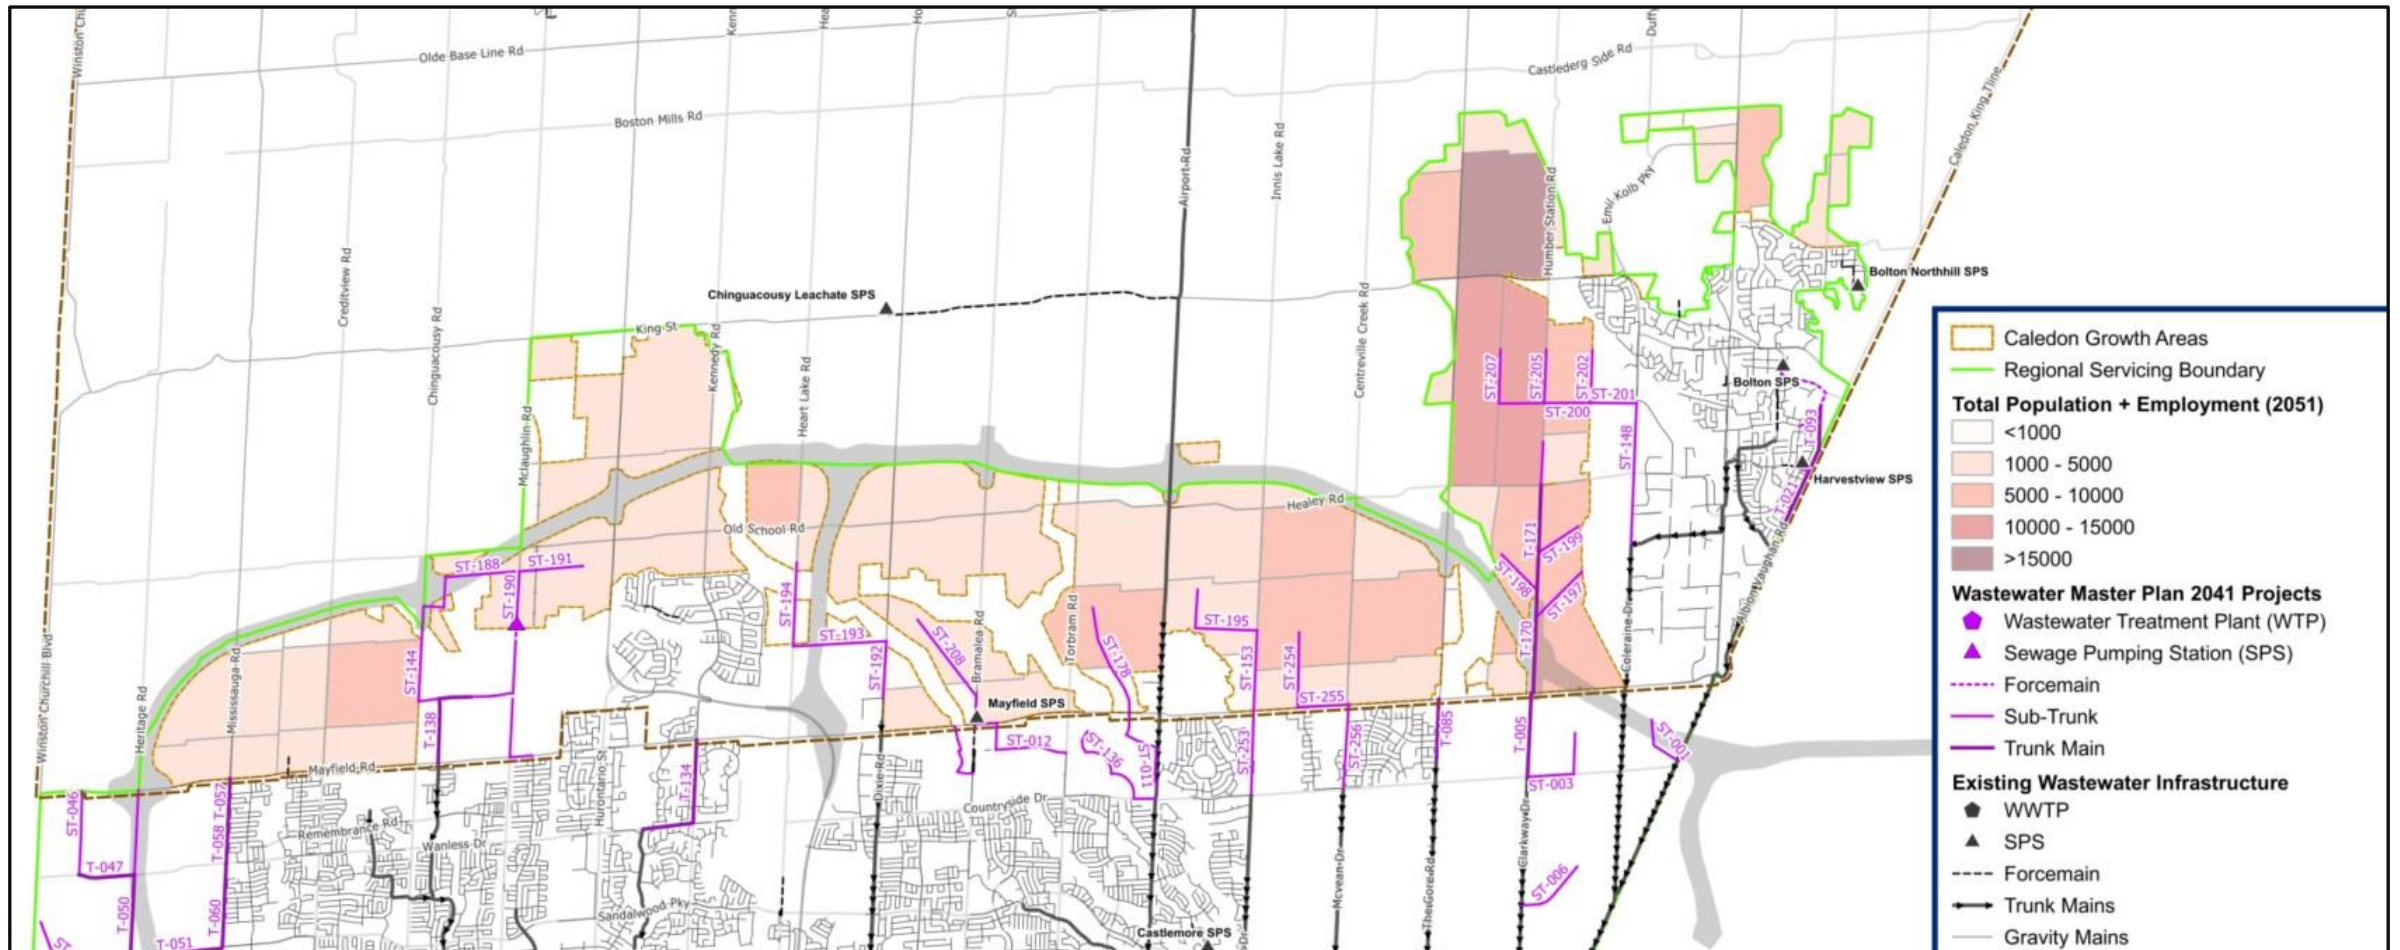 Winston Chu
Kenn
Hea
Ho
S
Duffy
Olde Base Line Rd
Castlederg Side Rd
Caledon King Tline
Boston Mills Rd
Airport Rd
Innis Lake Rd
Humber Station Rd
Emil Kolb Pky
Creditview Rd
Chinguacousy Rd
Chinguacousy Leachate SPS
Bolton Northhill SPS
King St
Kennedy Rd
Heart Lake Rd
Centreville Creek Rd
Mclaughlin Rd
ST-207
ST-205
ST-202
ST-201
ST-200
Bolton SPS
T-093
ST-148
Harvestview SPS
T-021
Healey Rd
Old School Rd
T-171
ST-199
ST-198
ST-197
Albion Vaughan Rd
ST-188
ST-191
ST-190
ST-194
ST-193
ST-192
ST-208
Bramalea Rd
Torbram Rd
ST-178
ST-195
ST-153
ST-254
ST-255
T-170
Coleraine Dr
Winston Churchill Blvd
Heritage Rd
Mississauga Rd
ST-144
T-138
Mayfield SPS
Mayfield Rd
Hurontario St
T-134
Dixie Rd
ST-012
ST-136
ST-011
ST-253
ST-256
T-085
T-005
ST-003
ST-001
ST-046
T-057
T-058
T-047
T-050
T-060
T-051
ST
Remembrance Rd
Wanless Dr
Sandalwood Pky
Countryside Dr
Castlemore SPS
Dr
Mcvean Dr
The Gore Rd
Clarkway Dr
ST-006
Caledon Growth Areas
Regional Servicing Boundary
Total Population + Employment (2051)
<1000
1000 - 5000
5000 - 10000
10000 - 15000
>15000
Wastewater Master Plan 2041 Projects
Wastewater Treatment Plant (WTP)
Sewage Pumping Station (SPS)
Forcemain
Sub-Trunk
Trunk Main
Existing Wastewater Infrastructure
WWTP
SPS
Forcemain
Trunk Mains
Gravity Mains